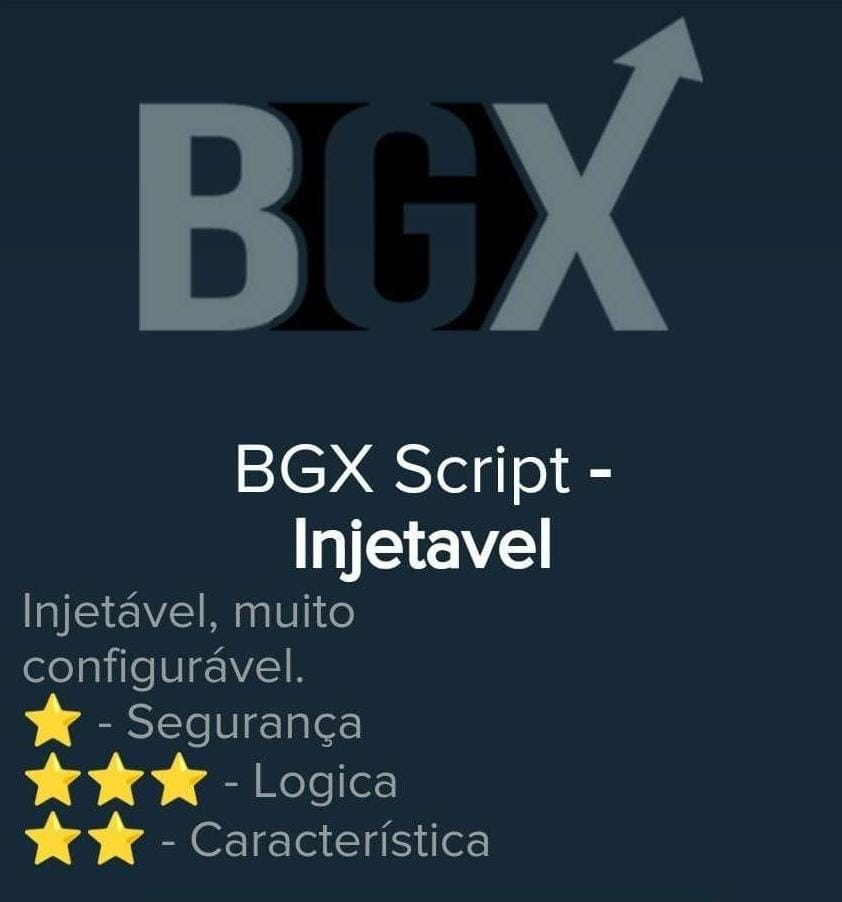 BGX
BGX Script -
Injetavel
Injetável, muito
configurável.
⭐ - Segurança
⭐⭐⭐ - Logica
⭐⭐ - Característica